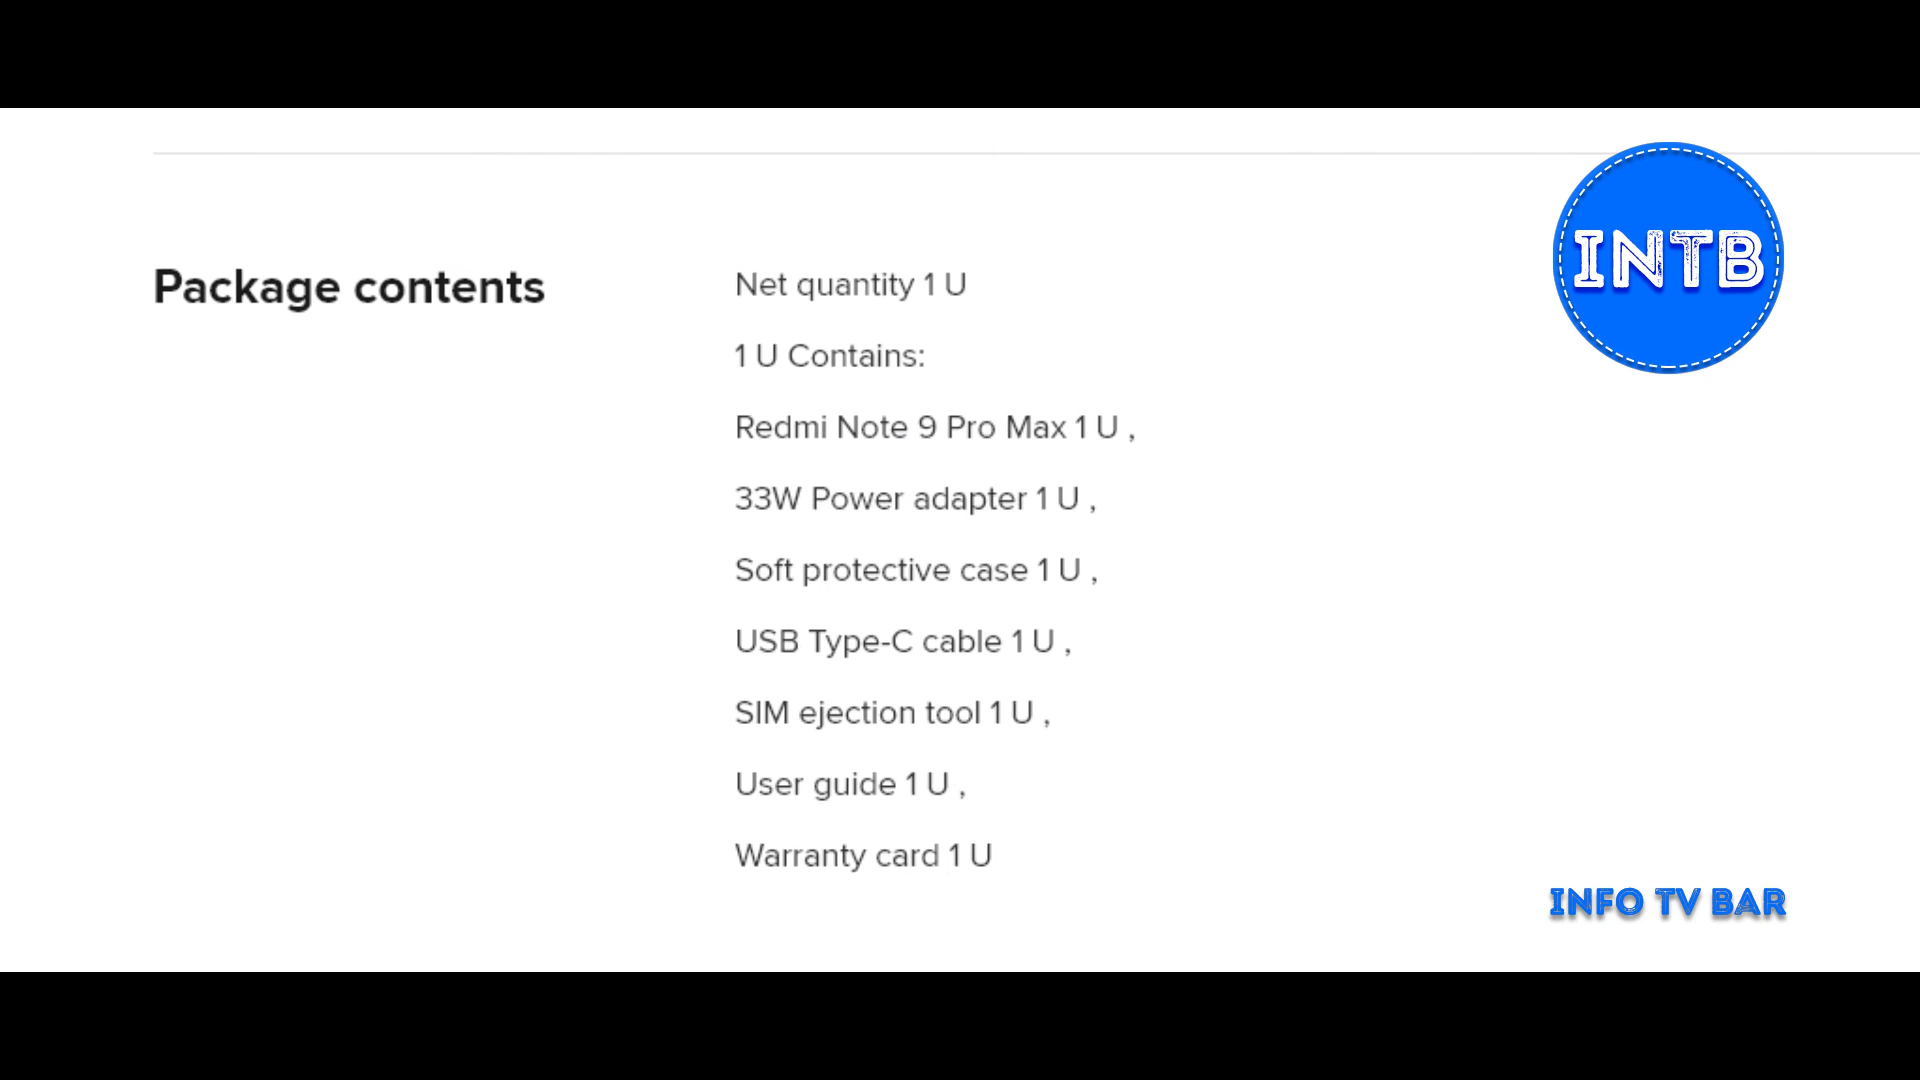 INTB
Package contents
Net quantity 1 U
1 U Contains:
Redmi Note 9 Pro Max 1 U ,
33W Power adapter 1 U ,
Soft protective case 1 U ,
USB Type-C cable 1 U ,
SIM ejection tool 1 U ,
User guide 1 U ,
Warranty card 1 U
INFO TV BAR